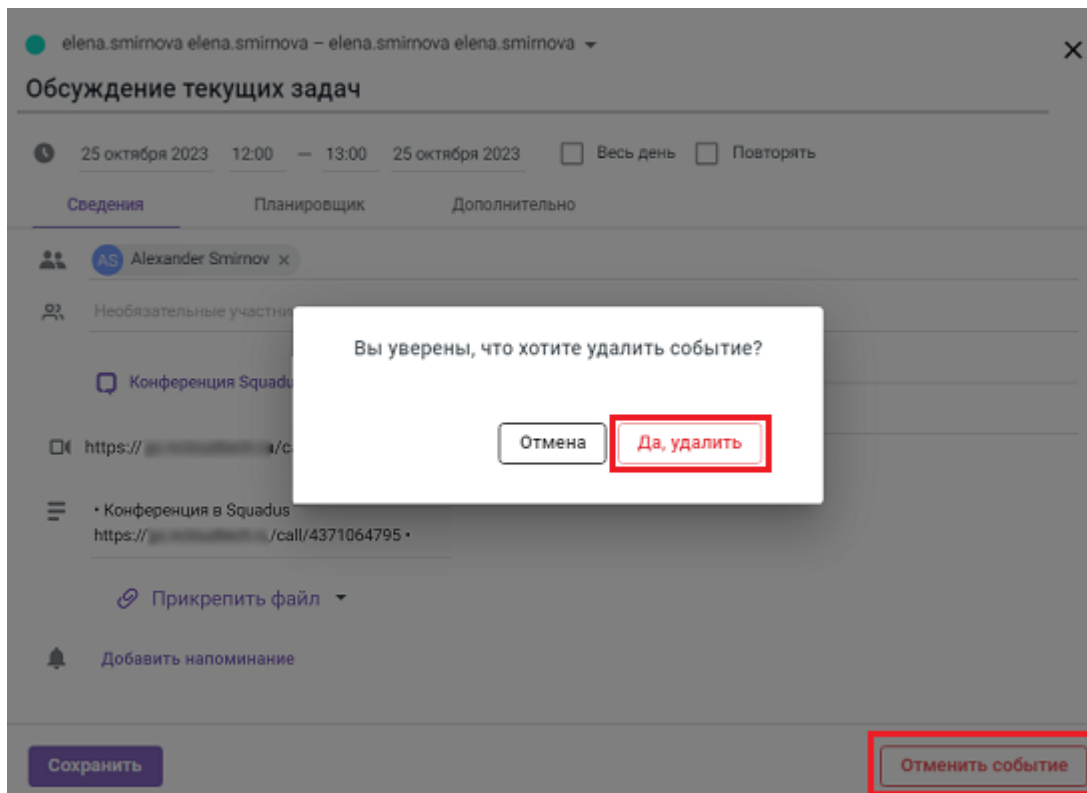 elena.smirnova elena.smirnova – elena.smirnova elena.smirnova
Обсуждение текущих задач
25 октября 2023 12:00 — 13:00 25 октября 2023 Весь день Повторять
Сведения Планировщик Дополнительно
AS Alexander Smirnov ×
Необязательные
Вы уверены, что хотите удалить событие?
Конференция Squadus
Отмена Да, удалить
https:// /c
• Конференция в Squadus
https:// /call/4371064795 •
Прикрепить файл
Добавить напоминание
Сохранить Отменить событие